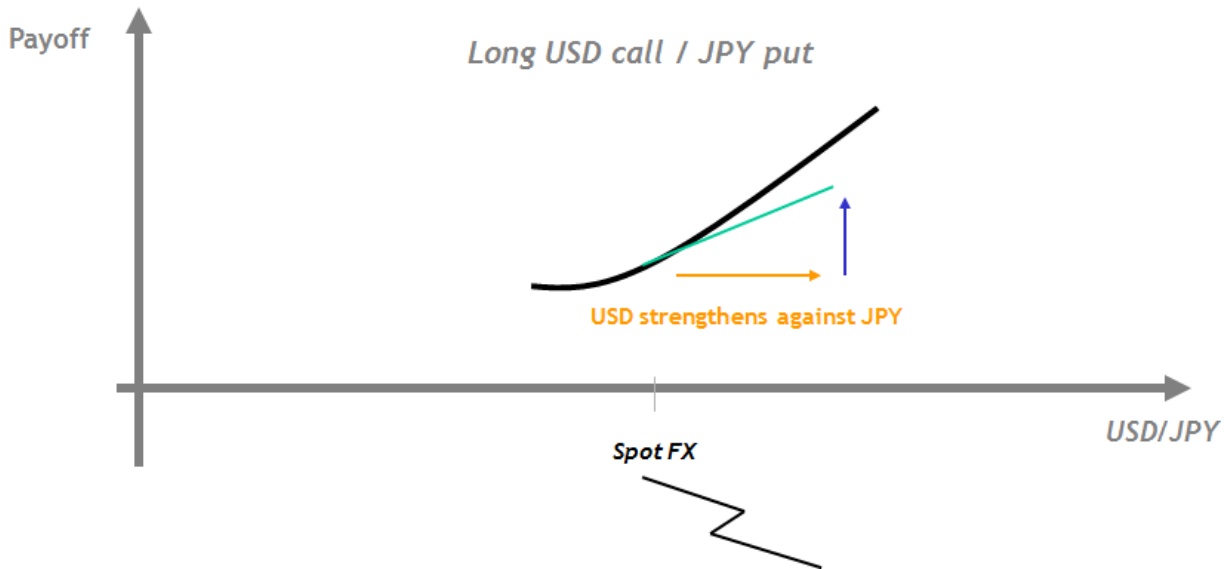 Payoff
Long USD call / JPY put
USD strengthens against JPY
USD/JPY
Spot FX